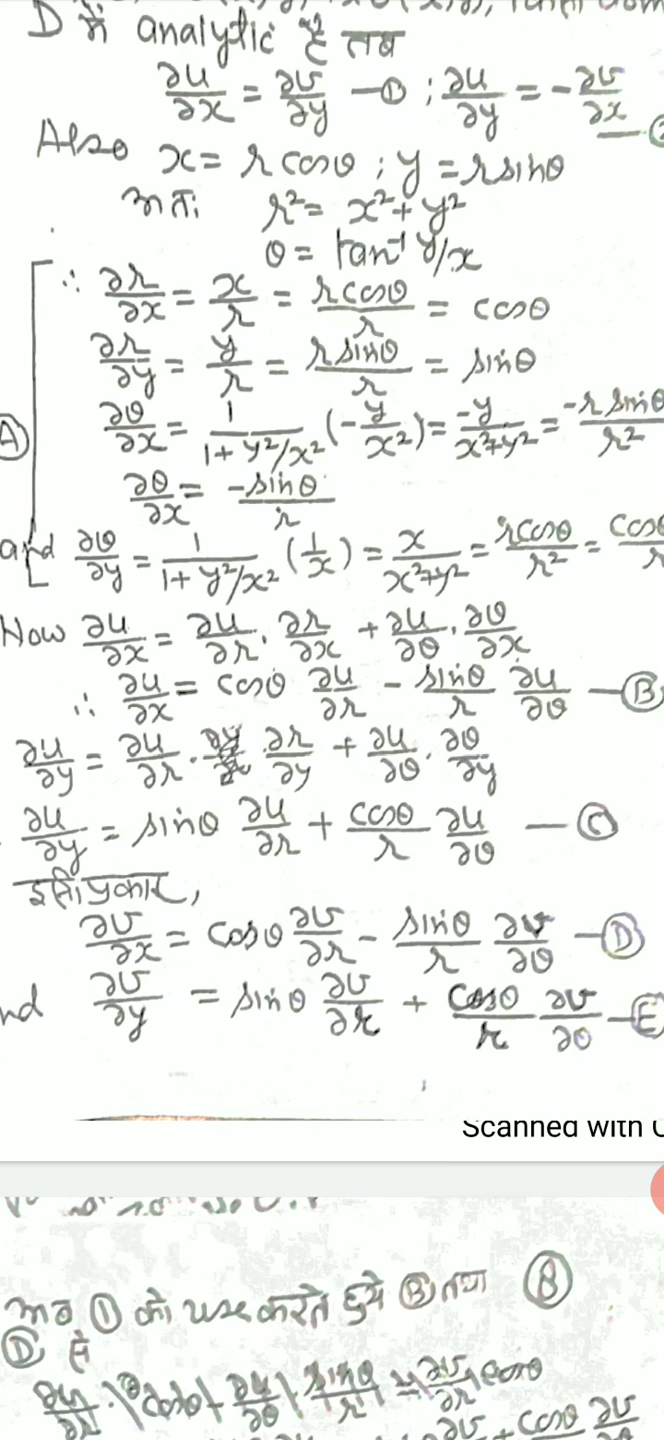 D में analytic है तब
∂u/∂x = ∂v/∂y —① ; ∂u/∂y = -∂v/∂x —②
Also x = r cosθ ; y = r sinθ
अतः r² = x² + y²
θ = tan⁻¹ y/x
∴ ∂r/∂x = x/r = r cosθ/r = cosθ
∂r/∂y = y/r = r sinθ/r = sinθ
Ⓐ ∂θ/∂x = 1/(1+y²/x²) (-y/x²) = -y/(x²+y²) = -r sinθ/r²
∂θ/∂x = -sinθ/r
and ∂θ/∂y = 1/(1+y²/x²) (1/x) = x/(x²+y²) = r cosθ/r² = cosθ/r
Now ∂u/∂x = ∂u/∂r · ∂r/∂x + ∂u/∂θ · ∂θ/∂x
∴ ∂u/∂x = cosθ ∂u/∂r - sinθ/r ∂u/∂θ —Ⓑ
∂u/∂y = ∂u/∂r · ∂r/∂y + ∂u/∂θ · ∂θ/∂y
∂u/∂y = sinθ ∂u/∂r + cosθ/r ∂u/∂θ —Ⓒ
इसी प्रकार,
∂v/∂x = cosθ ∂v/∂r - sinθ/r ∂v/∂θ —Ⓓ
nd ∂v/∂y = sinθ ∂v/∂r + cosθ/r ∂v/∂θ —Ⓔ
Scanned with C
अब ① को use करते हुये Ⓑ तथा Ⓑ
Ⓓ से